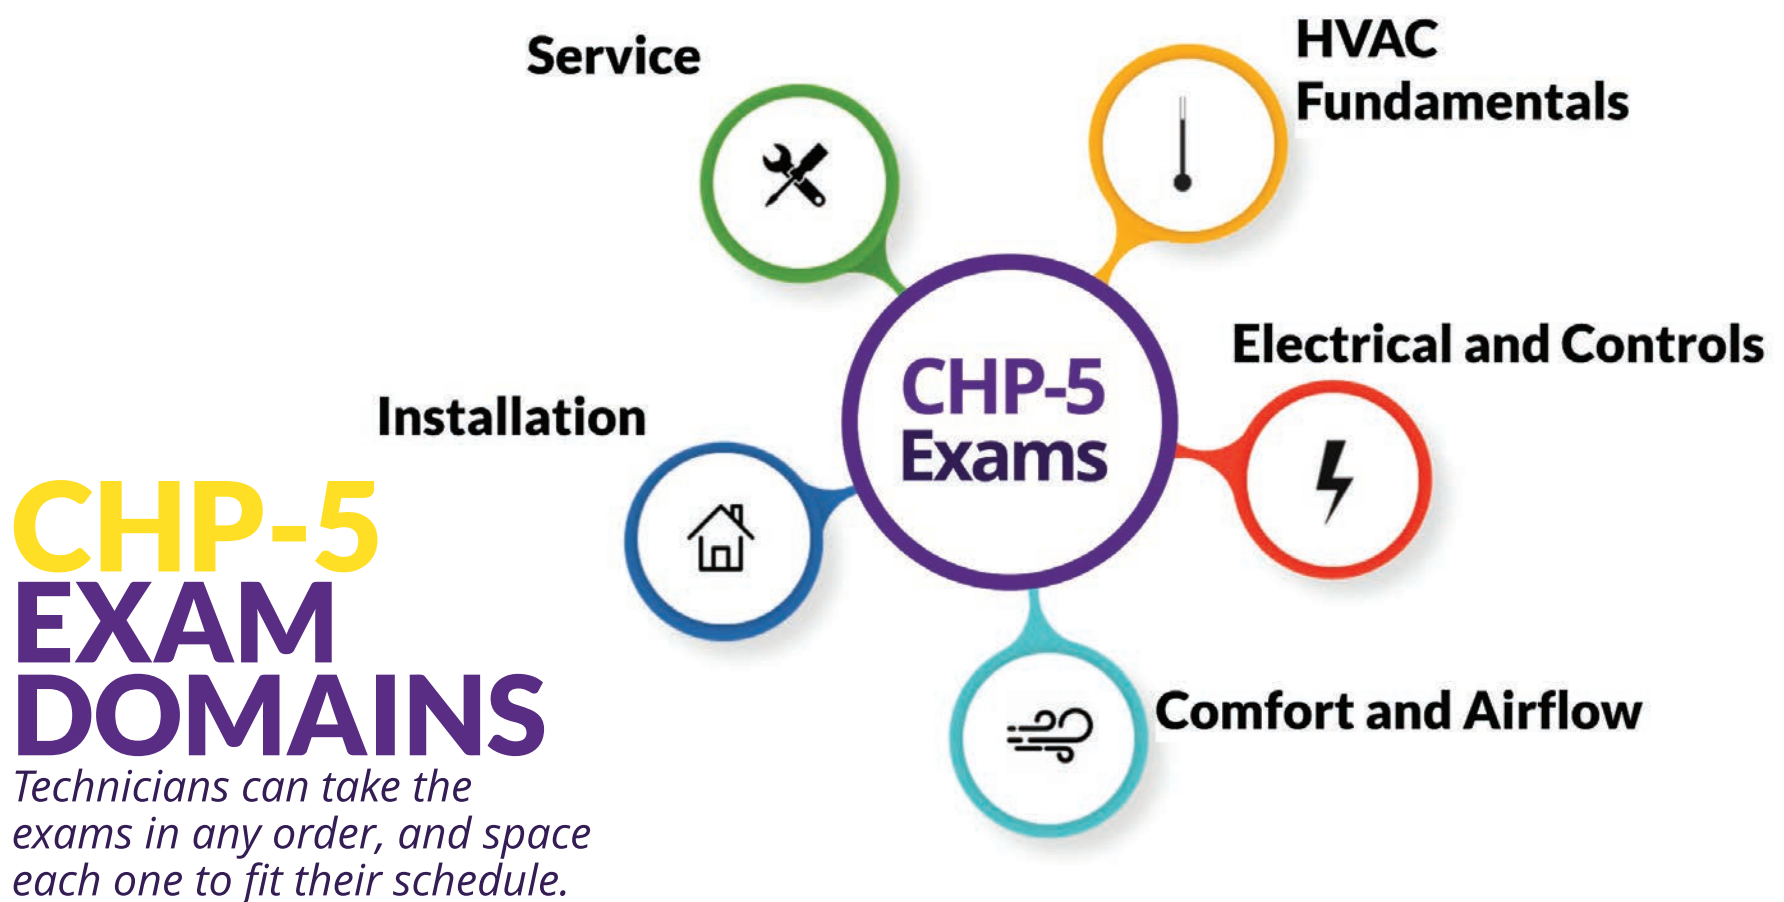 Service
HVAC
Fundamentals
Electrical and Controls
CHP-5
Exams
Installation
Comfort and Airflow
CHP-5
EXAM
DOMAINS
Technicians can take the
exams in any order, and space
each one to fit their schedule.